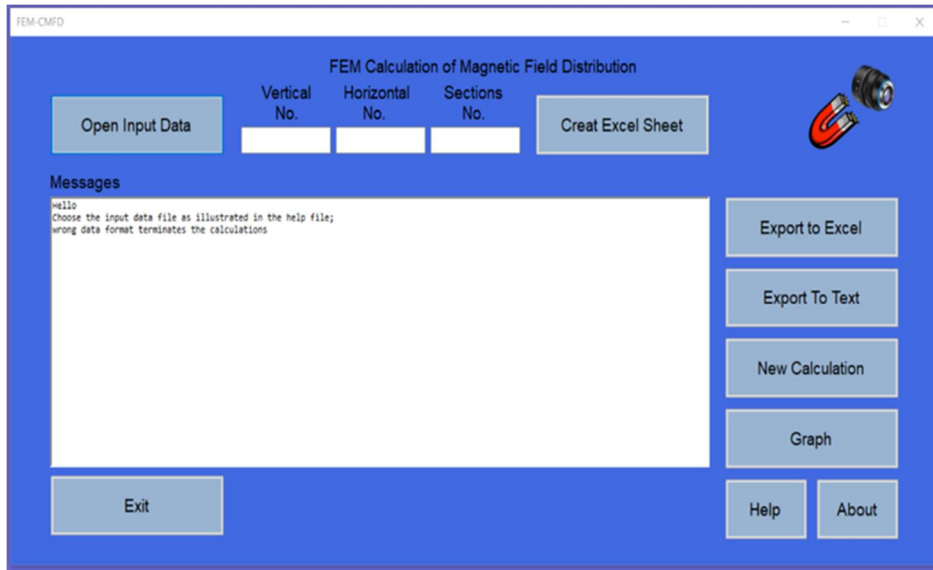 FEM-CMFD
FEM Calculation of Magnetic Field Distribution
Open Input Data
Vertical
No.
Horizontal
No.
Sections
No.
Creat Excel Sheet
Messages
Hello
Choose the input data file as illustrated in the help file;
wrong data format terminates the calculations
Export to Excel
Export To Text
New Calculation
Graph
Exit
Help
About